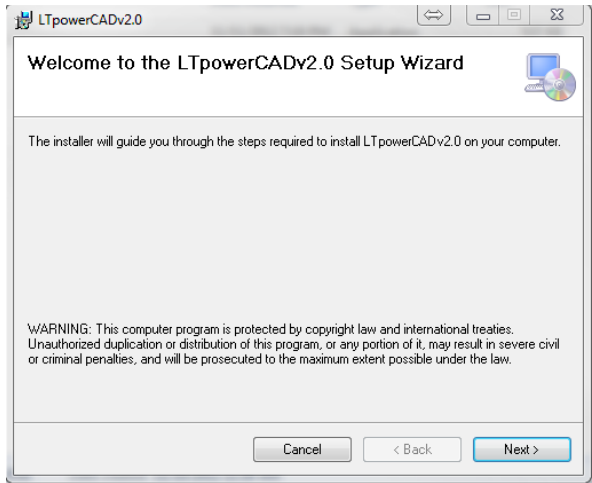 LTpowerCADv2.0
Welcome to the LTpowerCADv2.0 Setup Wizard
The installer will guide you through the steps required to install LTpowerCADv2.0 on your computer.
WARNING: This computer program is protected by copyright law and international treaties.
Unauthorized duplication or distribution of this program, or any portion of it, may result in severe civil
or criminal penalties, and will be prosecuted to the maximum extent possible under the law.
Cancel
< Back
Next >